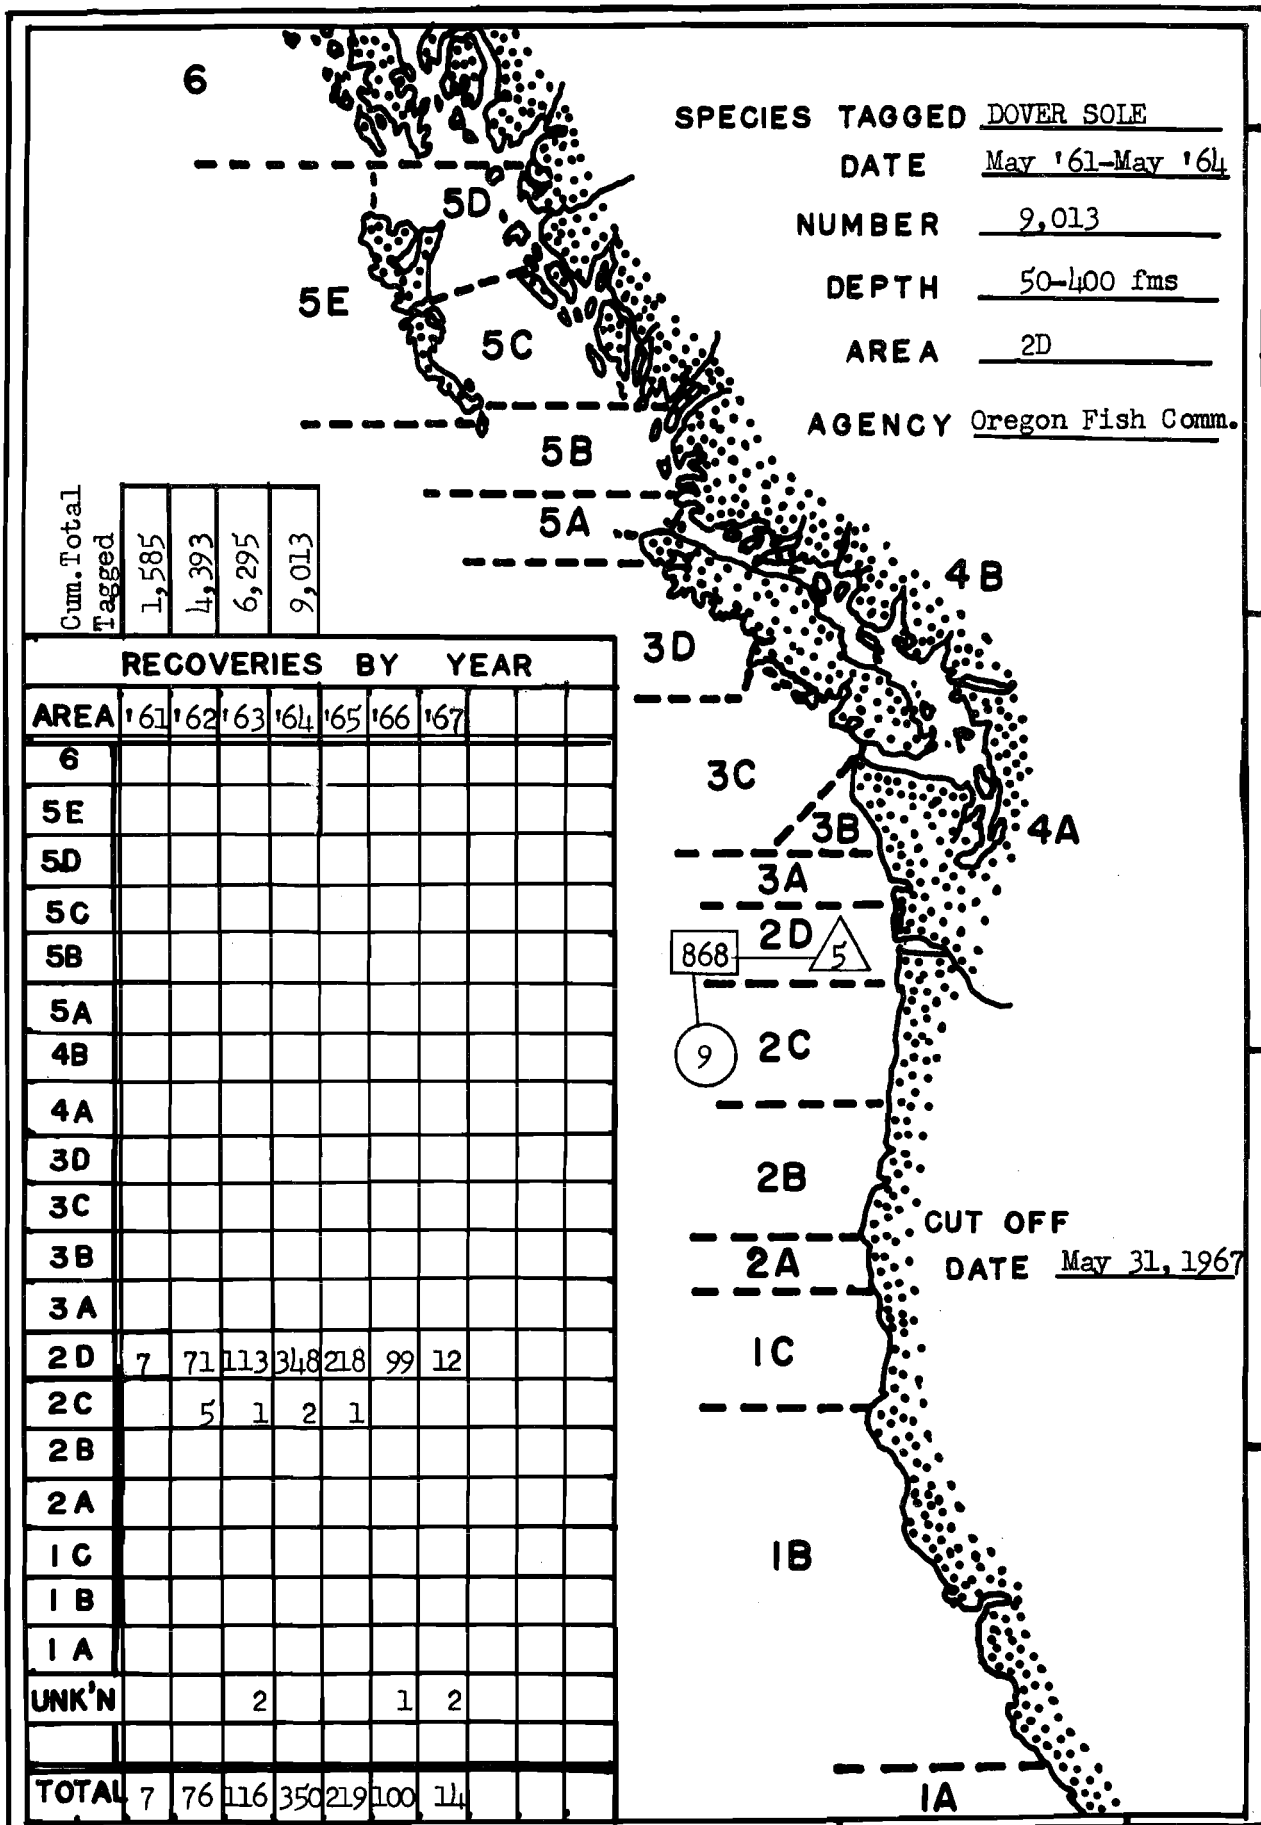 SPECIES TAGGED DOVER SOLE
DATE May '61-May '64
NUMBER 9,013
DEPTH 50-400 fms
AREA 2D
AGENCY Oregon Fish Comm.
6
5D
5E
5C
5B
5A
4B
3D
3C
3B
4A
3A
2D
868
5
9
2C
2B
2A
1C
1B
1A
CUT OFF
DATE May 31, 1967
Cum. Total
Tagged
1,585
4,393
6,295
9,013
RECOVERIES BY YEAR
AREA '61 '62 '63 '64 '65 '66 '67
6
5E
5D
5C
5B
5A
4B
4A
3D
3C
3B
3A
2D 7 71 113 348 218 99 12
2C 5 1 2 1
2B
2A
1C
1B
1A
UNK'N 2 1 2
TOTAL 7 76 116 350 219 100 14